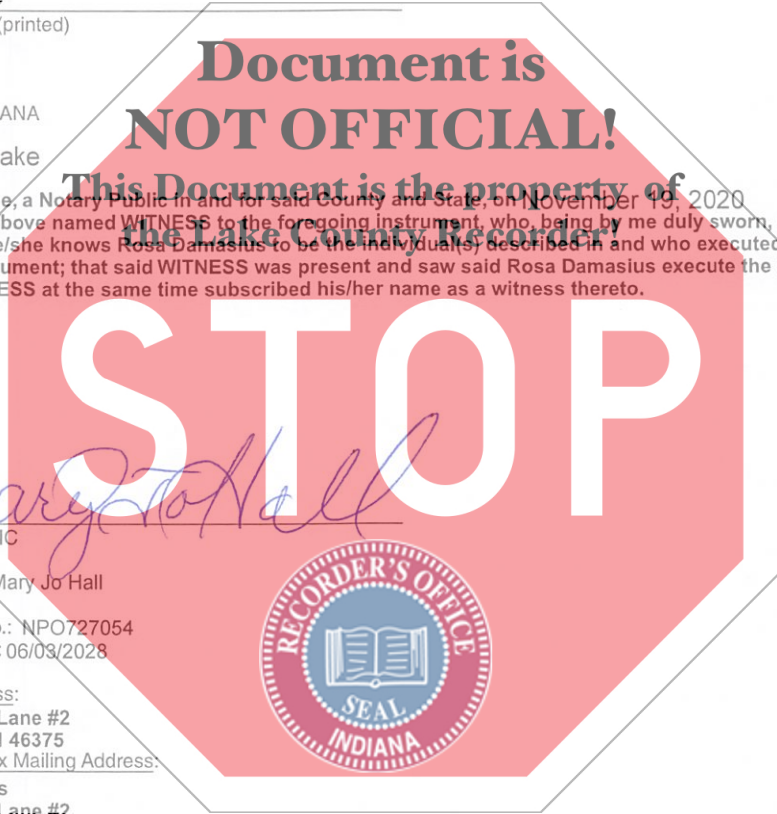 (printed)
Document is
NOT OFFICIAL!
This Document is the property of
the Lake County Recorder!
ANA
ake
e, a Notary Public in and for said County and State, on November 19, 2020
bove named WITNESS to the foregoing instrument, who, being by me duly sworn,
e/she knows Rosa Damasius to be the individual(s) described in and who executed
ument; that said WITNESS was present and saw said Rosa Damasius execute the
ESS at the same time subscribed his/her name as a witness thereto.
STOP
ary Jo Hall
IC
Mary Jo Hall
o.: NPO727054
: 06/03/2028
ss:
Lane #2
46375
x Mailing Address:
s
Lane #2
RECORDER'S OFFICE
SEAL
INDIANA